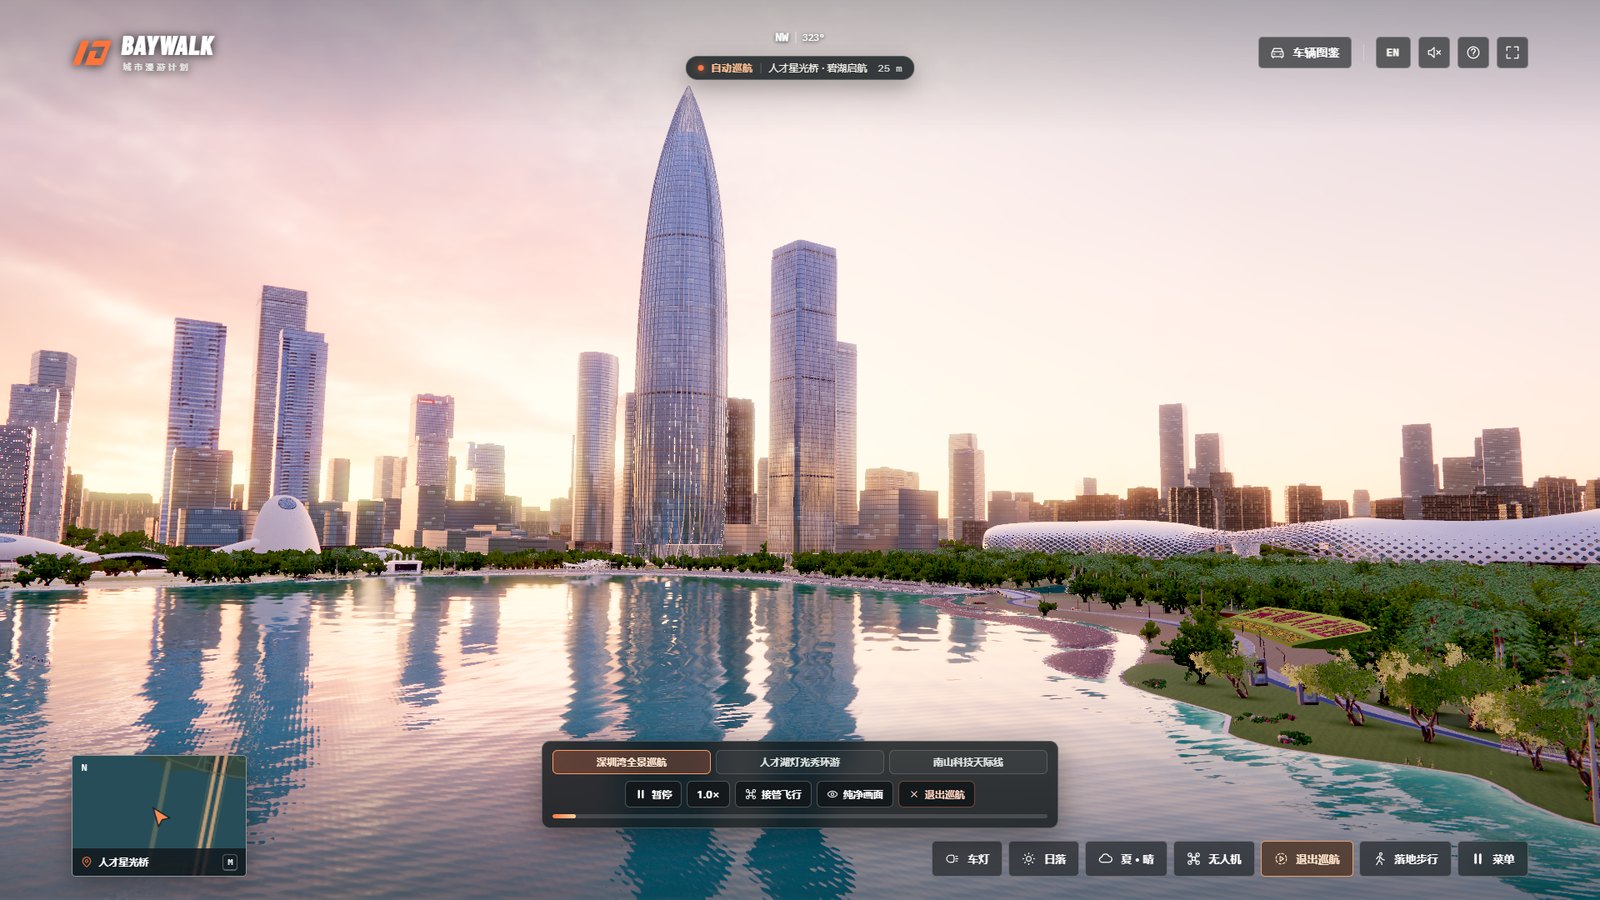 BAYWALK
城市漫游计划
NW 323°
自动巡航 人才星光桥·碧湖启航 25 m
车辆图鉴
EN
深圳湾全景巡航
人才湖灯光秀环游
南山科技天际线
暂停
1.0×
接管飞行
纯净画面
退出巡航
N
人才星光桥
M
车灯
日落
夏·晴
无人机
退出巡航
落地步行
菜单